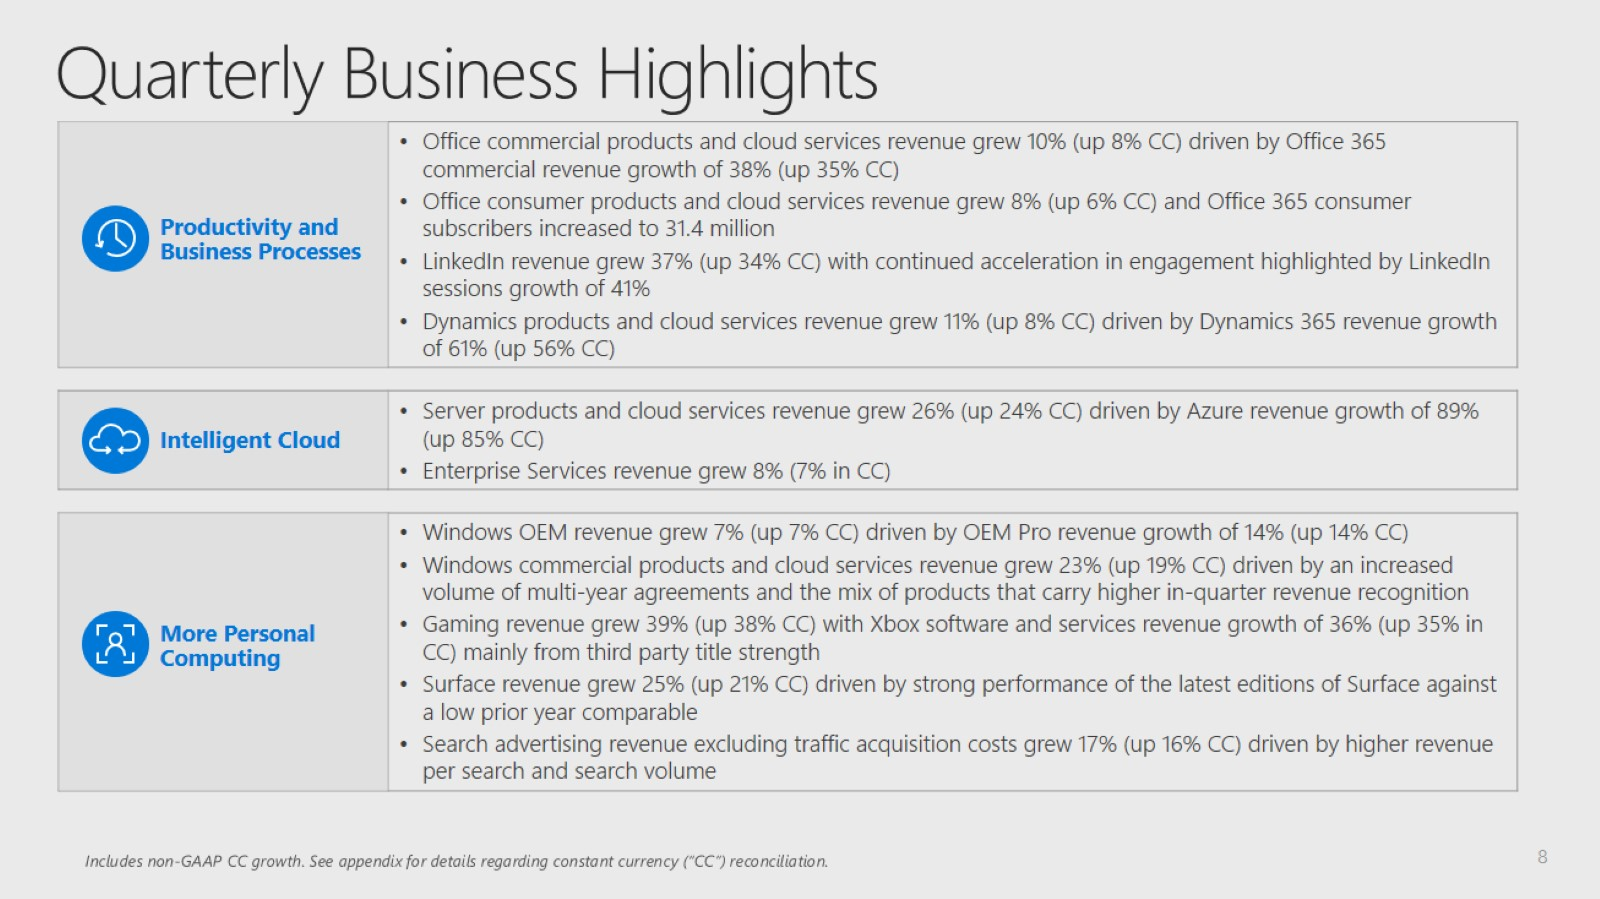 Quarterly Business Highlights
Productivity and
Business Processes
• Office commercial products and cloud services revenue grew 10% (up 8% CC) driven by Office 365
commercial revenue growth of 38% (up 35% CC)
• Office consumer products and cloud services revenue grew 8% (up 6% CC) and Office 365 consumer
subscribers increased to 31.4 million
• LinkedIn revenue grew 37% (up 34% CC) with continued acceleration in engagement highlighted by LinkedIn
sessions growth of 41%
• Dynamics products and cloud services revenue grew 11% (up 8% CC) driven by Dynamics 365 revenue growth
of 61% (up 56% CC)
Intelligent Cloud
• Server products and cloud services revenue grew 26% (up 24% CC) driven by Azure revenue growth of 89%
(up 85% CC)
• Enterprise Services revenue grew 8% (7% in CC)
More Personal
Computing
• Windows OEM revenue grew 7% (up 7% CC) driven by OEM Pro revenue growth of 14% (up 14% CC)
• Windows commercial products and cloud services revenue grew 23% (up 19% CC) driven by an increased
volume of multi-year agreements and the mix of products that carry higher in-quarter revenue recognition
• Gaming revenue grew 39% (up 38% CC) with Xbox software and services revenue growth of 36% (up 35% in
CC) mainly from third party title strength
• Surface revenue grew 25% (up 21% CC) driven by strong performance of the latest editions of Surface against
a low prior year comparable
• Search advertising revenue excluding traffic acquisition costs grew 17% (up 16% CC) driven by higher revenue
per search and search volume
Includes non-GAAP CC growth. See appendix for details regarding constant currency ("CC") reconciliation.
8